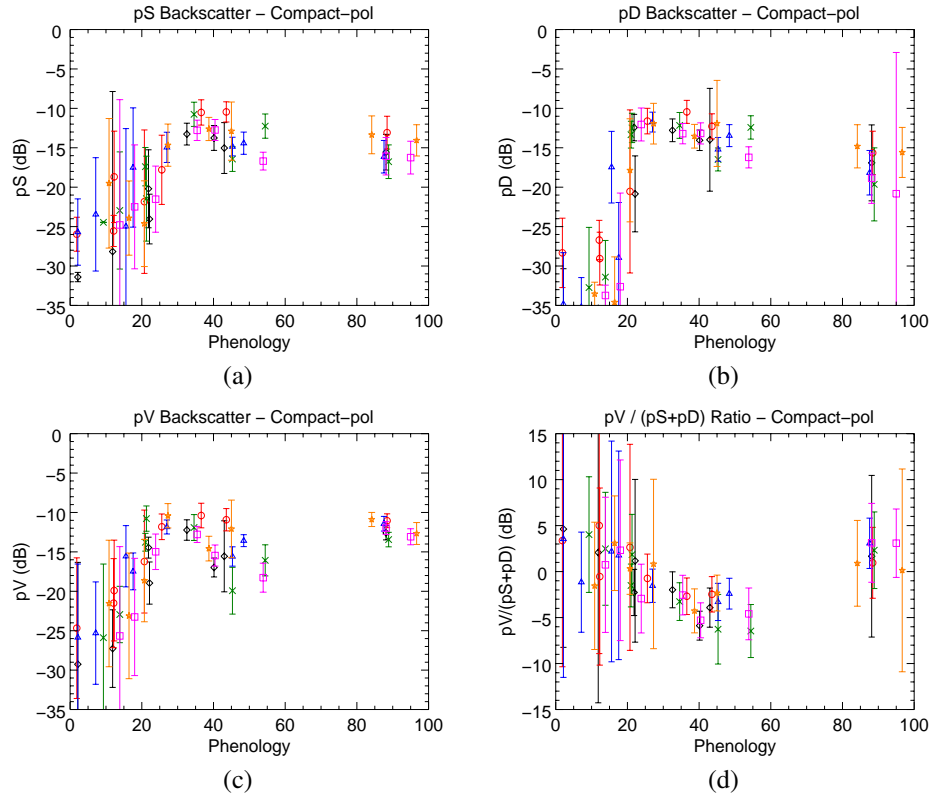 pS Backscatter – Compact–pol
pS (dB)
0
−5
−10
−15
−20
−25
−30
−35
0 20 40 60 80 100
Phenology
(a)
pD Backscatter – Compact–pol
pD (dB)
0
−5
−10
−15
−20
−25
−30
−35
0 20 40 60 80 100
Phenology
(b)
pV Backscatter – Compact–pol
pV (dB)
0
−5
−10
−15
−20
−25
−30
−35
0 20 40 60 80 100
Phenology
(c)
pV / (pS+pD) Ratio – Compact–pol
pV/(pS+pD) (dB)
15
10
5
0
−5
−10
−15
0 20 40 60 80 100
Phenology
(d)